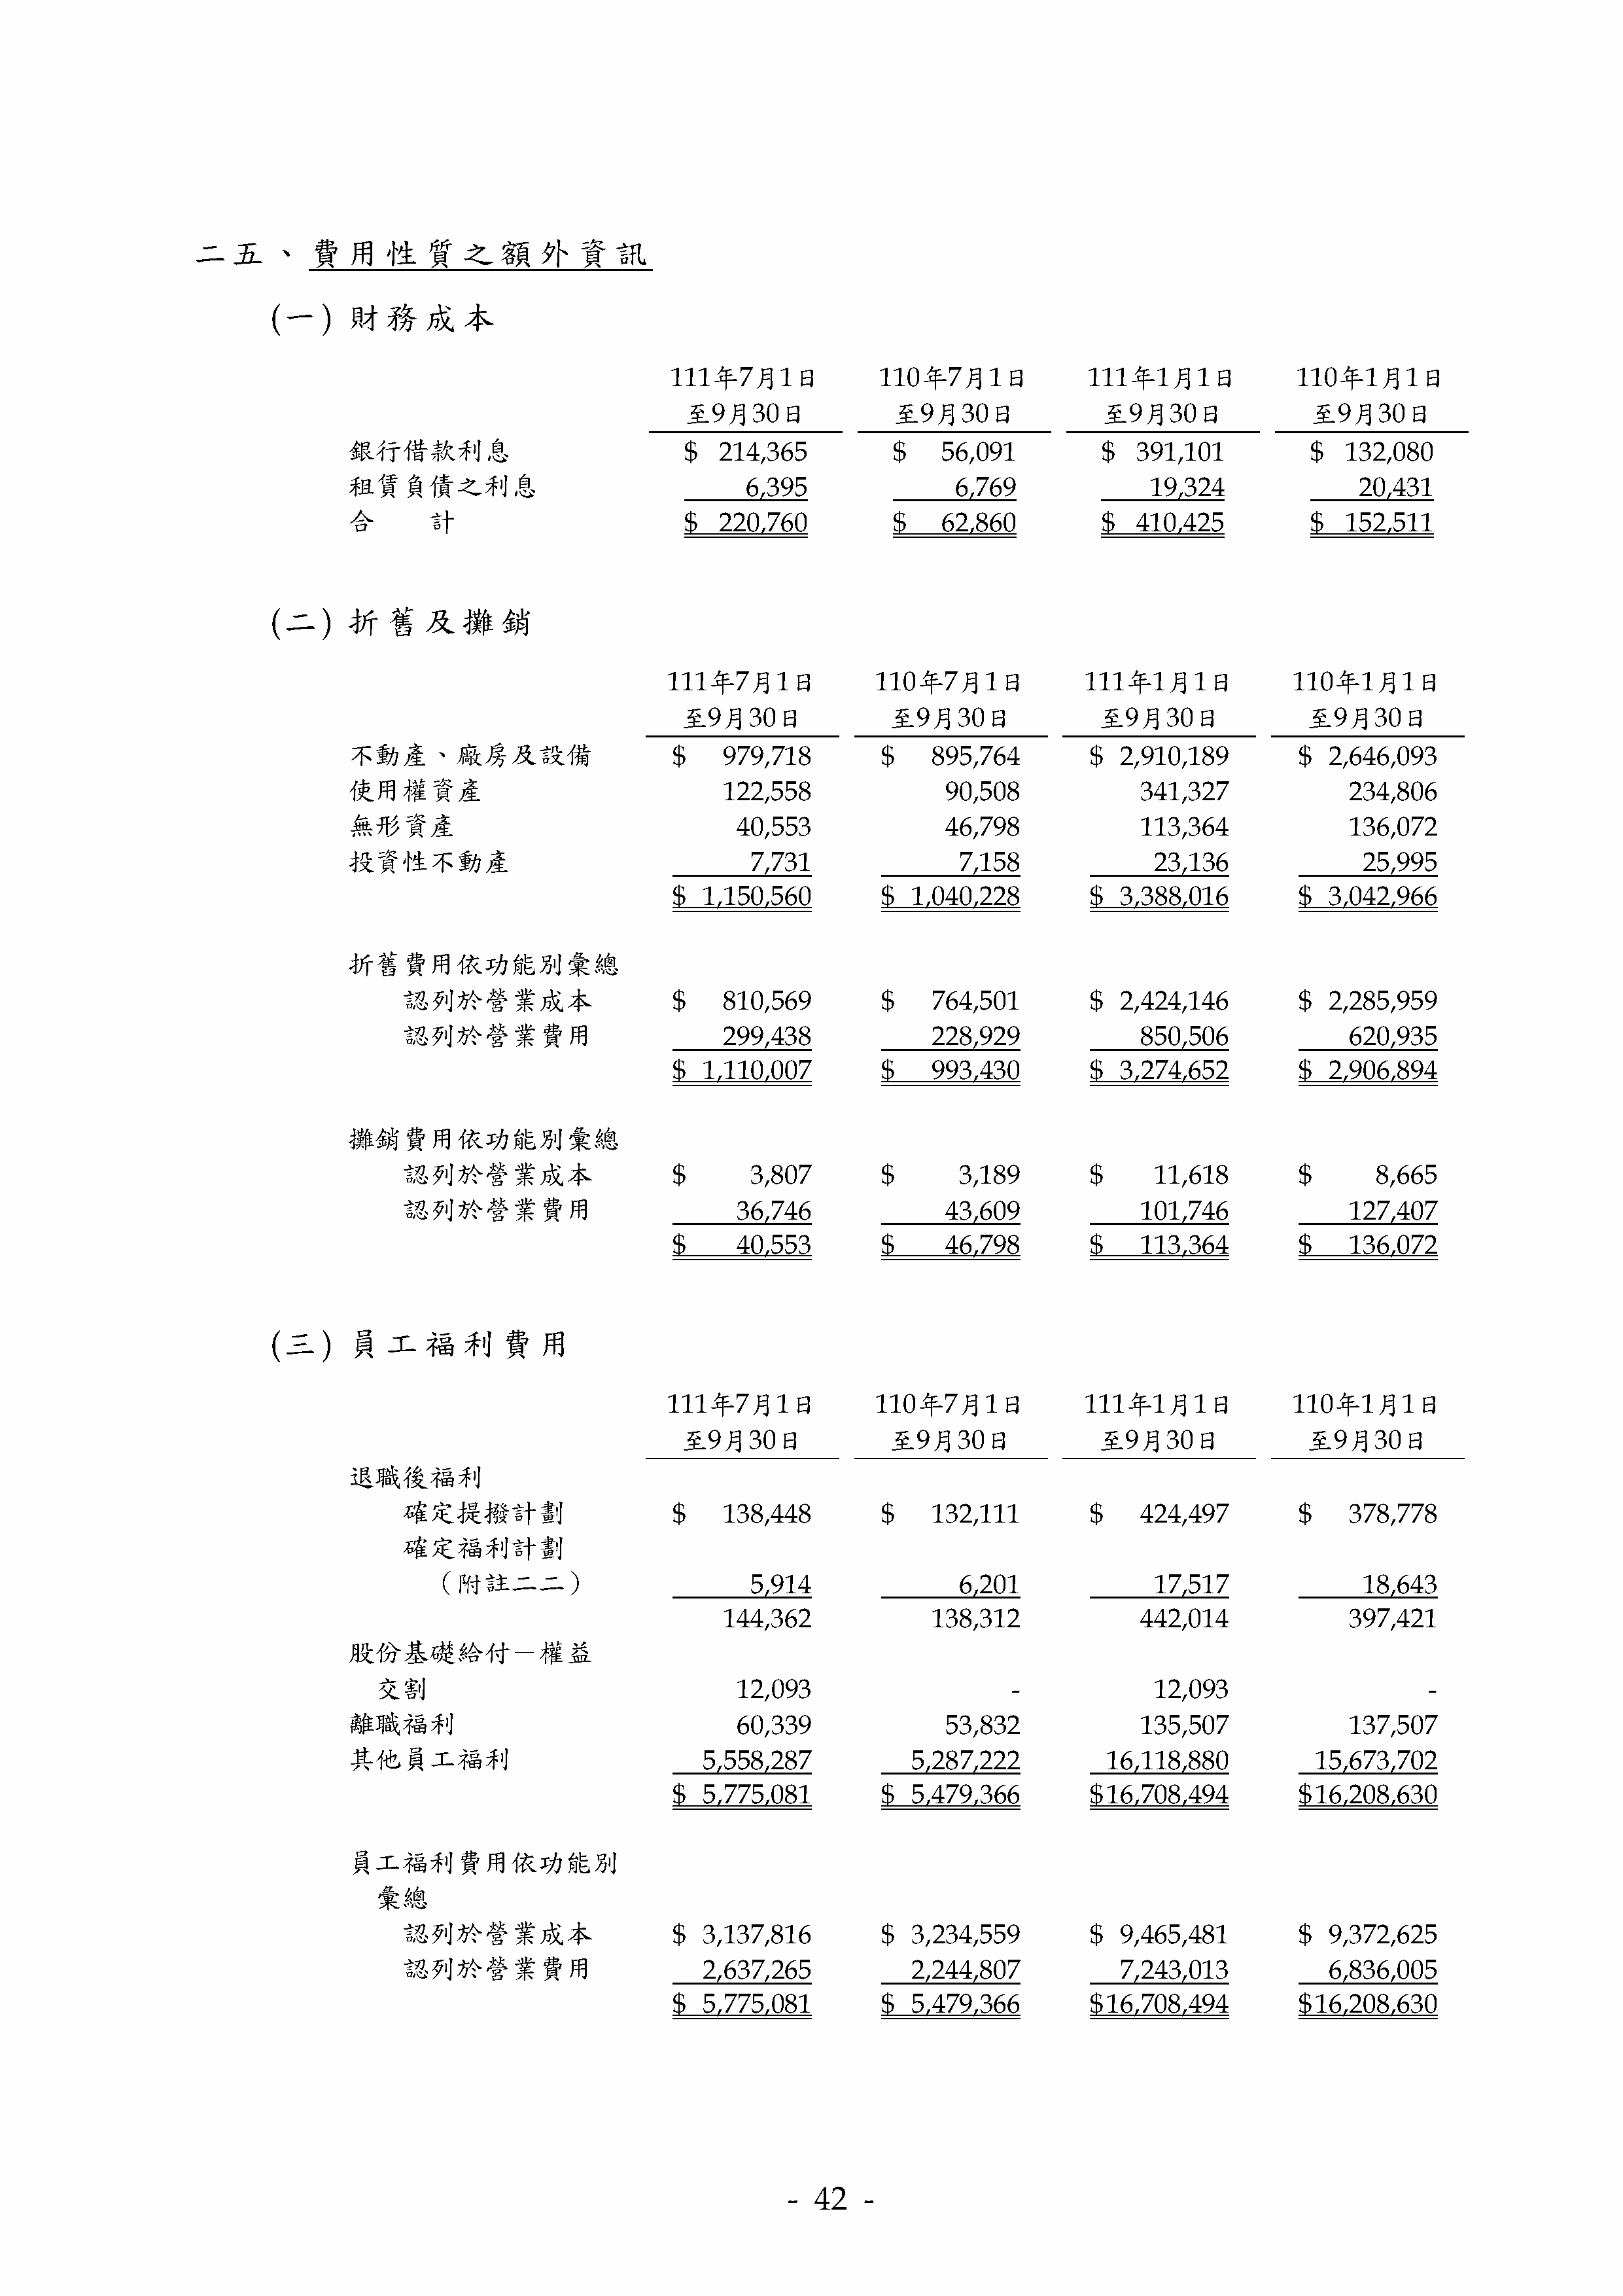 二五、費用性質之額外資訊
(一) 財務成本
111年7月1日 110年7月1日 111年1月1日 110年1月1日
至9月30日 至9月30日 至9月30日 至9月30日
銀行借款利息 $ 214,365 $ 56,091 $ 391,101 $ 132,080
租賃負債之利息 6,395 6,769 19,324 20,431
合　計 $ 220,760 $ 62,860 $ 410,425 $ 152,511
(二) 折舊及攤銷
111年7月1日 110年7月1日 111年1月1日 110年1月1日
至9月30日 至9月30日 至9月30日 至9月30日
不動產、廠房及設備 $ 979,718 $ 895,764 $ 2,910,189 $ 2,646,093
使用權資產 122,558 90,508 341,327 234,806
無形資產 40,553 46,798 113,364 136,072
投資性不動產 7,731 7,158 23,136 25,995
$ 1,150,560 $ 1,040,228 $ 3,388,016 $ 3,042,966
折舊費用依功能別彙總
認列於營業成本 $ 810,569 $ 764,501 $ 2,424,146 $ 2,285,959
認列於營業費用 299,438 228,929 850,506 620,935
$ 1,110,007 $ 993,430 $ 3,274,652 $ 2,906,894
攤銷費用依功能別彙總
認列於營業成本 $ 3,807 $ 3,189 $ 11,618 $ 8,665
認列於營業費用 36,746 43,609 101,746 127,407
$ 40,553 $ 46,798 $ 113,364 $ 136,072
(三) 員工福利費用
111年7月1日 110年7月1日 111年1月1日 110年1月1日
至9月30日 至9月30日 至9月30日 至9月30日
退職後福利
確定提撥計劃 $ 138,448 $ 132,111 $ 424,497 $ 378,778
確定福利計劃
（附註二二） 5,914 6,201 17,517 18,643
144,362 138,312 442,014 397,421
股份基礎給付－權益
交割 12,093 - 12,093 -
離職福利 60,339 53,832 135,507 137,507
其他員工福利 5,558,287 5,287,222 16,118,880 15,673,702
$ 5,775,081 $ 5,479,366 $16,708,494 $16,208,630
員工福利費用依功能別
彙總
認列於營業成本 $ 3,137,816 $ 3,234,559 $ 9,465,481 $ 9,372,625
認列於營業費用 2,637,265 2,244,807 7,243,013 6,836,005
$ 5,775,081 $ 5,479,366 $16,708,494 $16,208,630
- 42 -